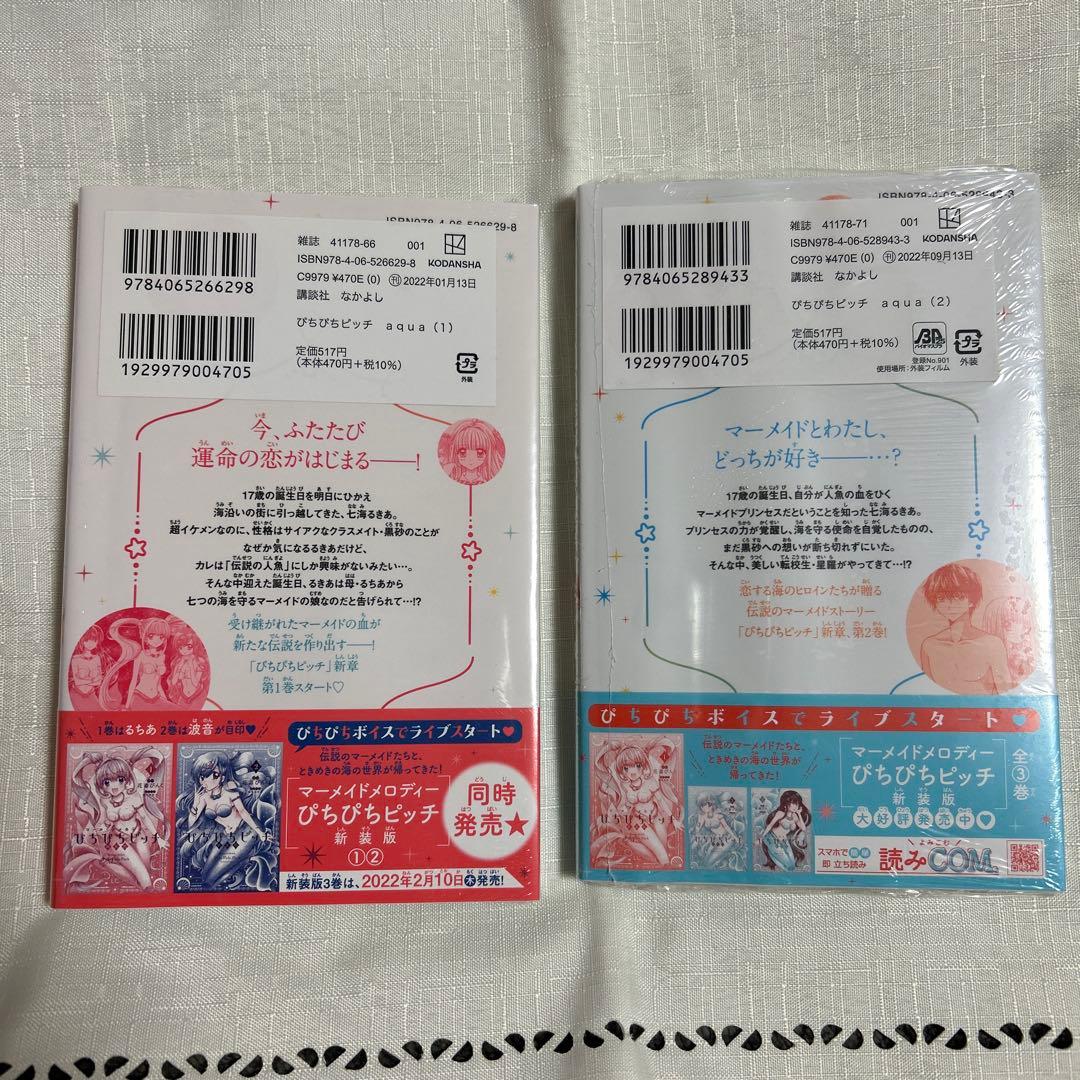 ISBN978-4-06-526629-8
雑誌 41178-66 001
ISBN978-4-06-526629-8
KODANSHA
C9979 ¥470E (0) 刊2022年01月13日
9784065266298
講談社 なかよし
ぴちぴちピッチ aqua(1)
定価517円
(本体470円+税10%)
1929979004705
プラ
外装
今、ふたたび
運命の恋がはじまる――!
17歳の誕生日を明日にひかえ
海沿いの街に引っ越してきた、七海るきあ。
超イケメンなのに、性格はサイアクなクラスメイト・黒砂のことが
なぜか気になるるきあだけど、
カレは「伝説の人魚」にしか興味がないみたい…。
そんな中迎えた誕生日、るきあは母・るちあから
七つの海を守るマーメイドの娘なのだと告げられて…!?
受け継がれたマーメイドの血が
新たな伝説を作り出す――!
「ぴちぴちピッチ」新章
第1巻スタート♡
1巻はるちあ 2巻は波音が目印♥
ぴちぴちボイスでライブスタート♥
伝説のマーメイドたちと、
ときめきの海の世界が帰ってきた!
マーメイドメロディー
ぴちぴちピッチ
新装版
①②
同時
発売★
新装版3巻は、2022年2月10日木発売!
ISBN978-4-06-528943-3
雑誌 41178-71 001
ISBN978-4-06-528943-3
KODANSHA
C9979 ¥470E (0) 刊2022年09月13日
9784065289433
講談社 なかよし
ぴちぴちピッチ aqua(2)
定価517円
(本体470円+税10%)
1929979004705
バイオマスプラ
登録No.901
使用場所:外装フィルム
プラ
外装
マーメイドとわたし、
どっちが好き――…?
17歳の誕生日、自分が人魚の血をひく
マーメイドプリンセスだということを知った七海るきあ。
プリンセスの力が覚醒し、海を守る使命を自覚したものの、
まだ黒砂への想いが断ち切れずにいた。
そんな中、美しい転校生・星羅がやってきて…!?
恋する海のヒロインたちが贈る
伝説のマーメイドストーリー
「ぴちぴちピッチ」新章、第2巻!
ぴちぴちボイスでライブスタート♥
伝説のマーメイドたちと、
ときめきの海の世界が
帰ってきた!
マーメイドメロディー
ぴちぴちピッチ
新装版
大好評発売中♡
全③巻
スマホで
即 立ち読み
よみこむ
読みCOM